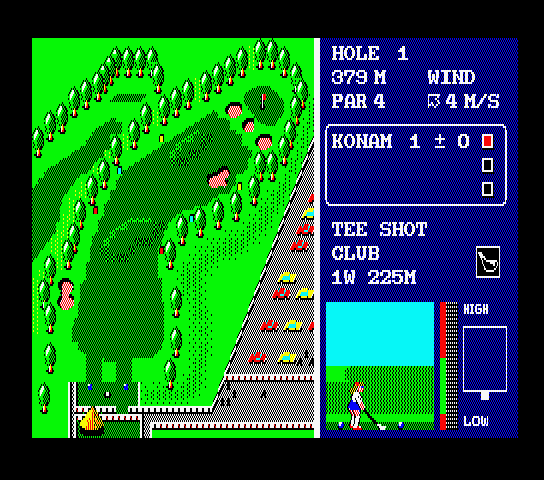 HOLE 1
379 M WIND
PAR 4 4 M/S
KONAM 1 ± 0
TEE SHOT
CLUB
1W 225M
HIGH
LOW